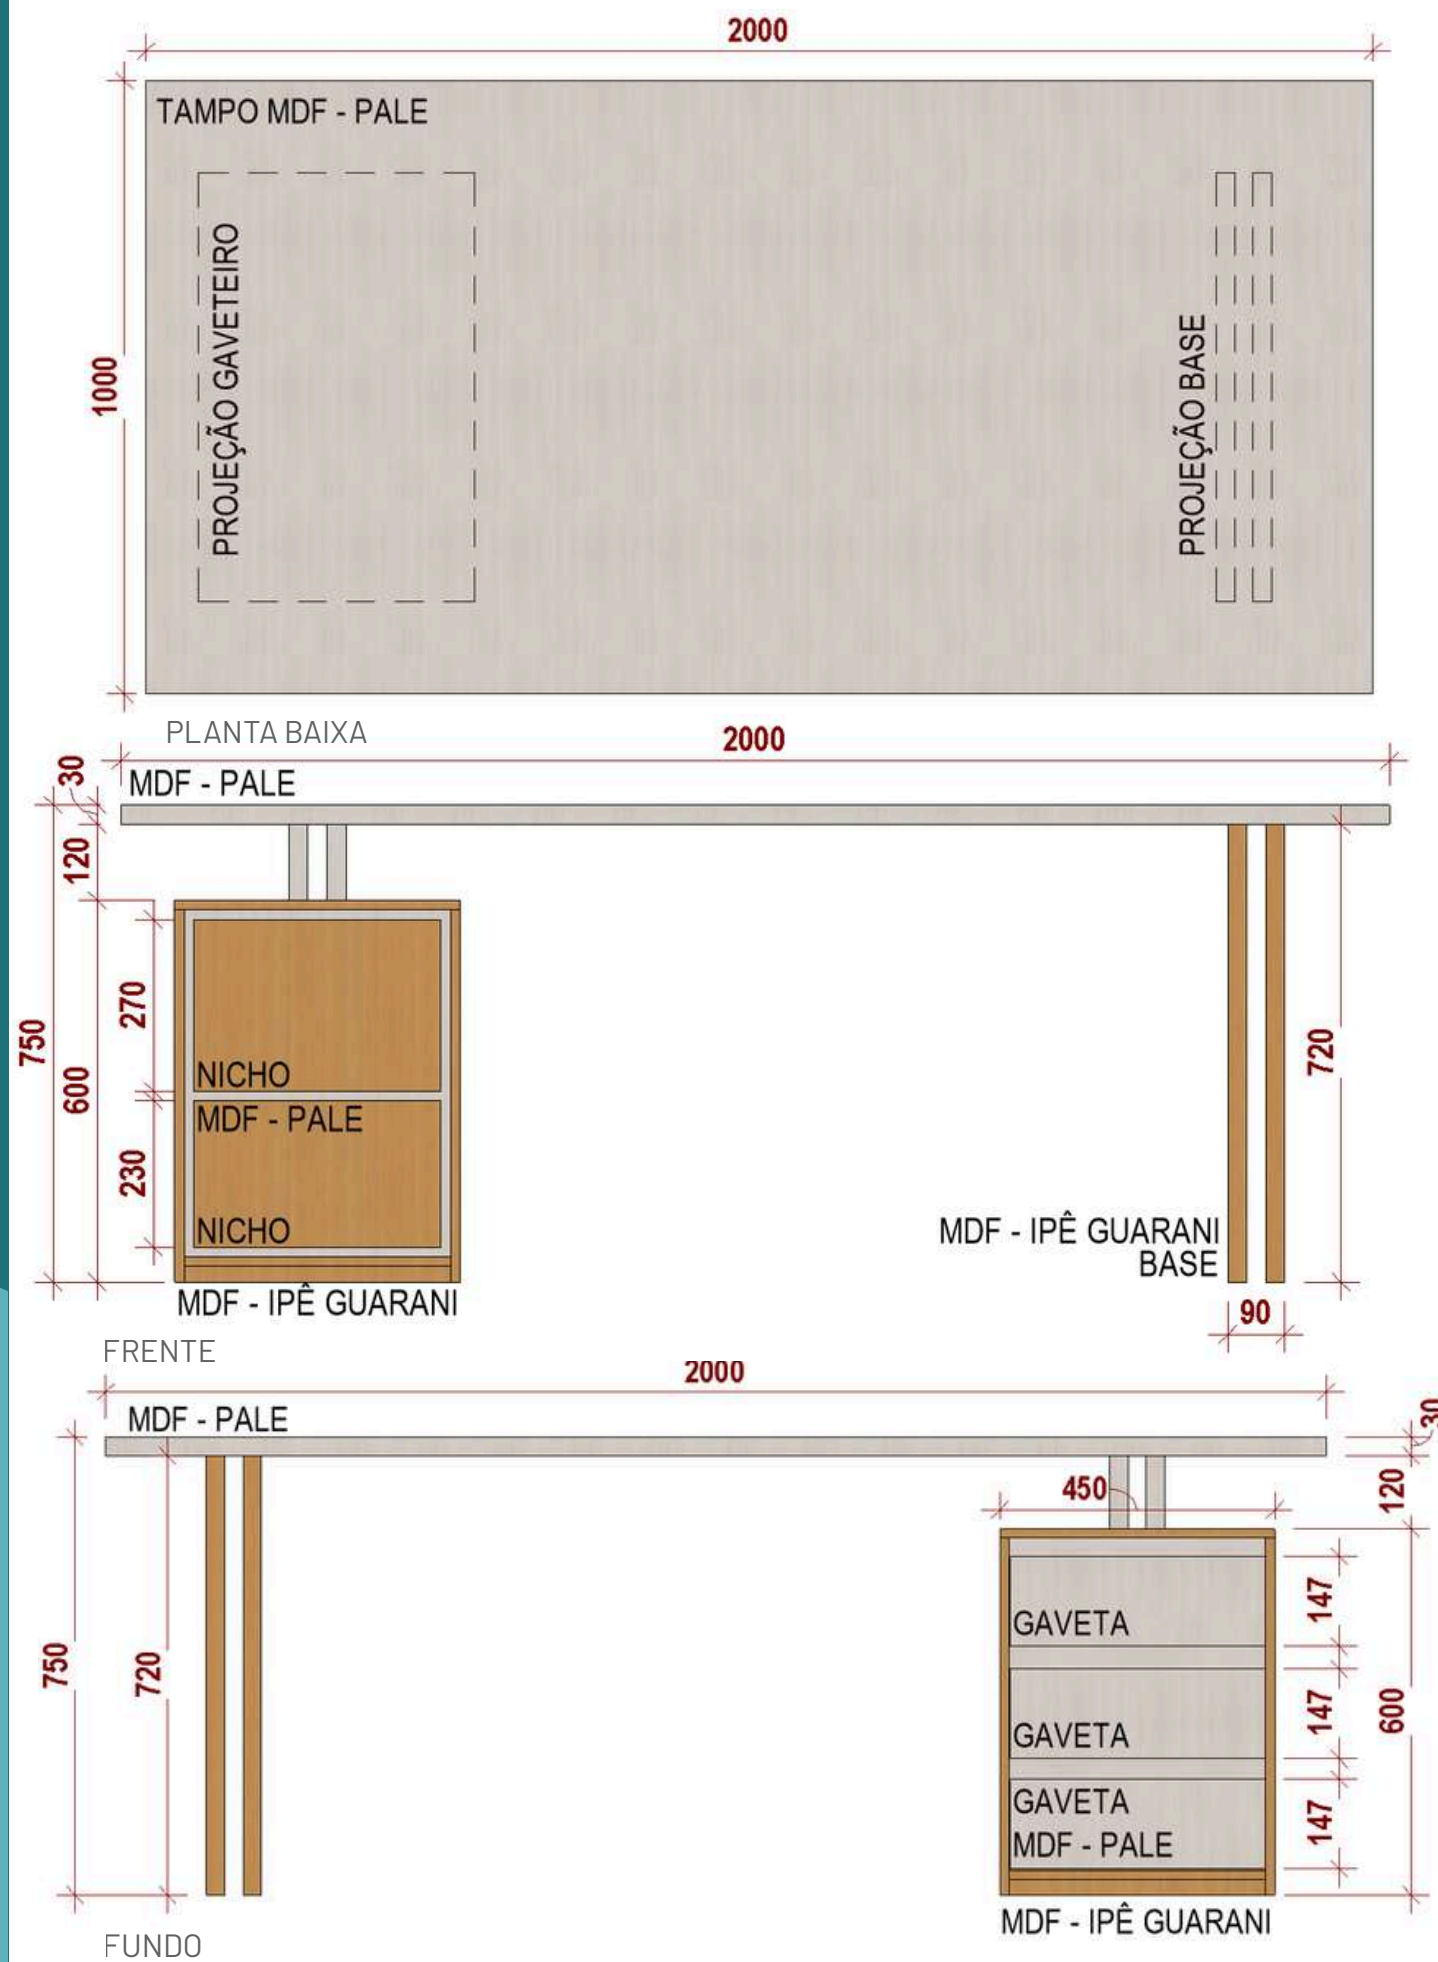 2000
TAMPO MDF - PALE
PROJEÇÃO GAVETEIRO
1000
PROJEÇÃO BASE
PLANTA BAIXA
2000
30
MDF - PALE
120
270
750
600
NICHO
MDF - PALE
230
NICHO
720
MDF - IPÊ GUARANI
BASE
MDF - IPÊ GUARANI
90
FRENTE
2000
MDF - PALE
30
450
120
147
GAVETA
750
720
147
600
GAVETA
GAVETA
147
MDF - PALE
MDF - IPÊ GUARANI
FUNDO